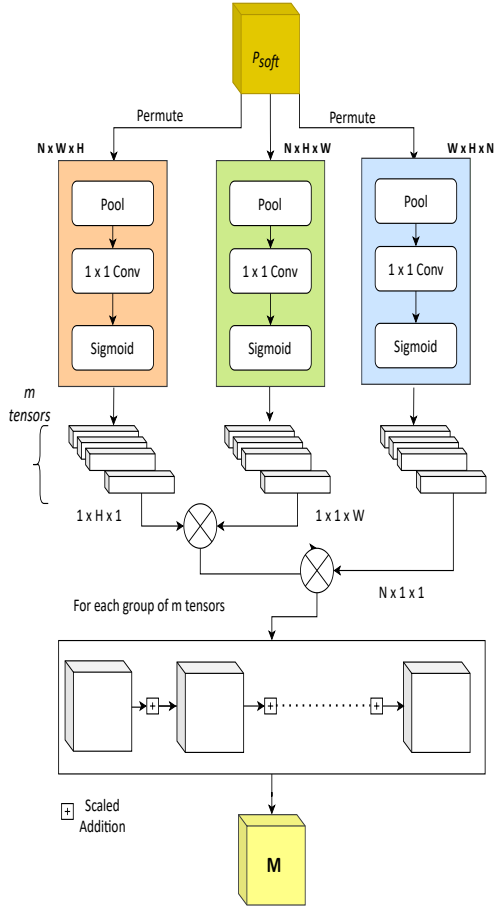 P_soft
Permute
Permute
N x W x H
N x H x W
W x H x N
Pool
Pool
Pool
1 x 1 Conv
1 x 1 Conv
1 x 1 Conv
Sigmoid
Sigmoid
Sigmoid
m
tensors
1 x H x 1
1 x 1 x W
N x 1 x 1
For each group of m tensors
+
+
+
+
Scaled
Addition
M